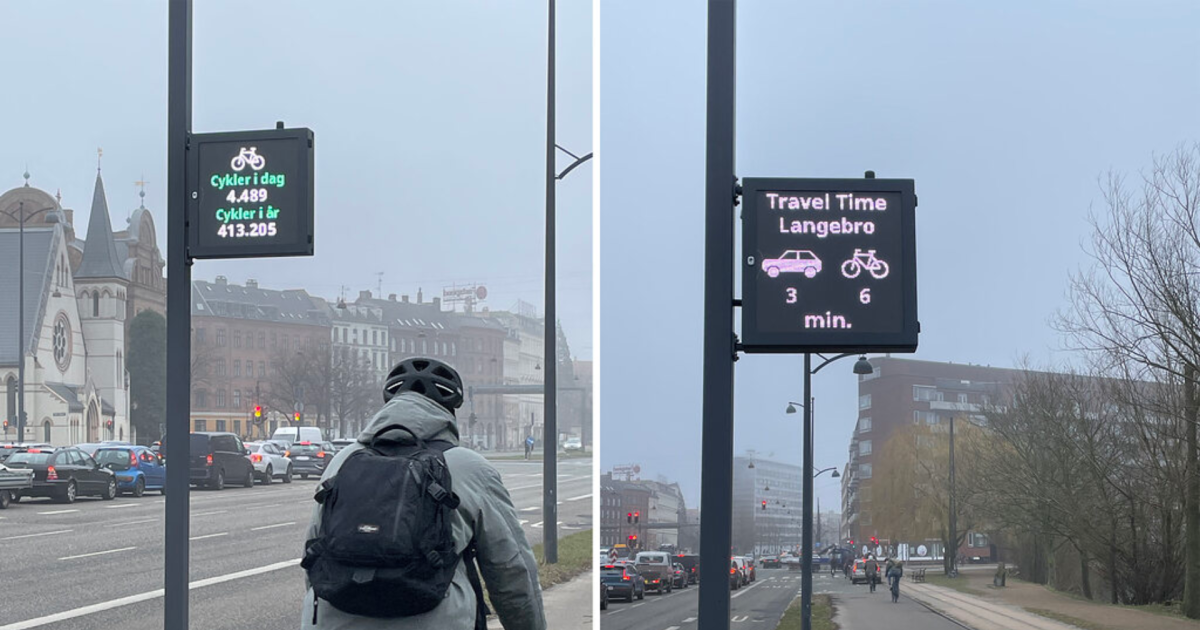 Cykler i dag
4.489
Cykler i år
413.205
Travel Time
Langebro
3 6
min.